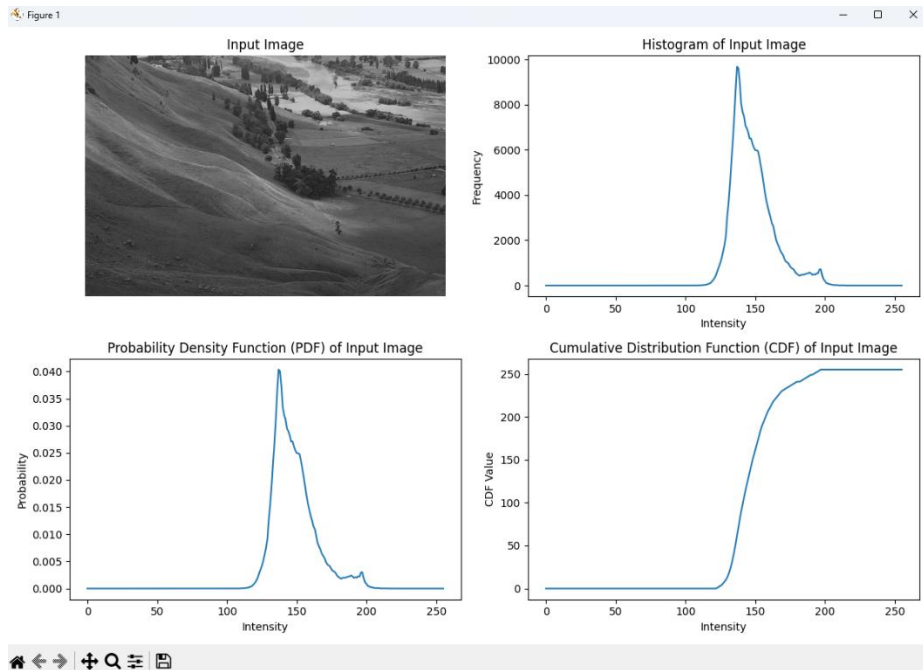 Figure 1
Input Image
Histogram of Input Image
10000
8000
6000
4000
2000
0
Frequency
0 50 100 150 200 250
Intensity
Probability Density Function (PDF) of Input Image
0.040
0.035
0.030
0.025
0.020
0.015
0.010
0.005
0.000
Probability
0 50 100 150 200 250
Intensity
Cumulative Distribution Function (CDF) of Input Image
250
200
150
100
50
0
CDF Value
0 50 100 150 200 250
Intensity